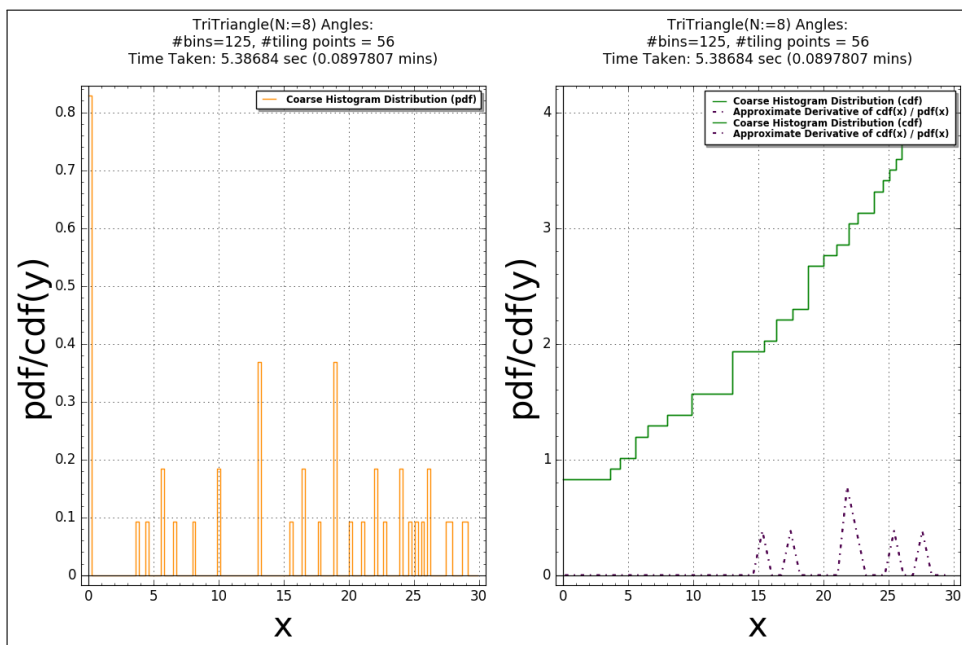 TriTriangle(N:=8) Angles:
#bins=125, #tiling points = 56
Time Taken: 5.38684 sec (0.0897807 mins)
Coarse Histogram Distribution (pdf)
pdf/cdf(y)
0.8
0.7
0.6
0.5
0.4
0.3
0.2
0.1
0
0 5 10 15 20 25 30
x
TriTriangle(N:=8) Angles:
#bins=125, #tiling points = 56
Time Taken: 5.38684 sec (0.0897807 mins)
Coarse Histogram Distribution (cdf)
Approximate Derivative of cdf(x) / pdf(x)
Coarse Histogram Distribution (cdf)
Approximate Derivative of cdf(x) / pdf(x)
pdf/cdf(y)
4
3
2
1
0
0 5 10 15 20 25 30
x